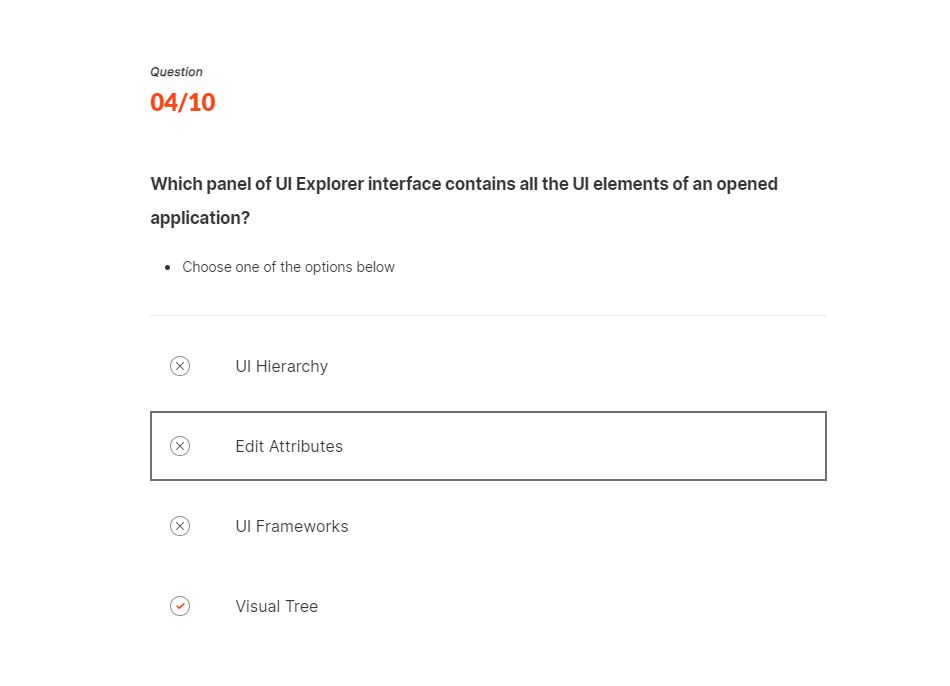 Question
04/10
Which panel of UI Explorer interface contains all the UI elements of an opened
application?
• Choose one of the options below
UI Hierarchy
Edit Attributes
UI Frameworks
Visual Tree